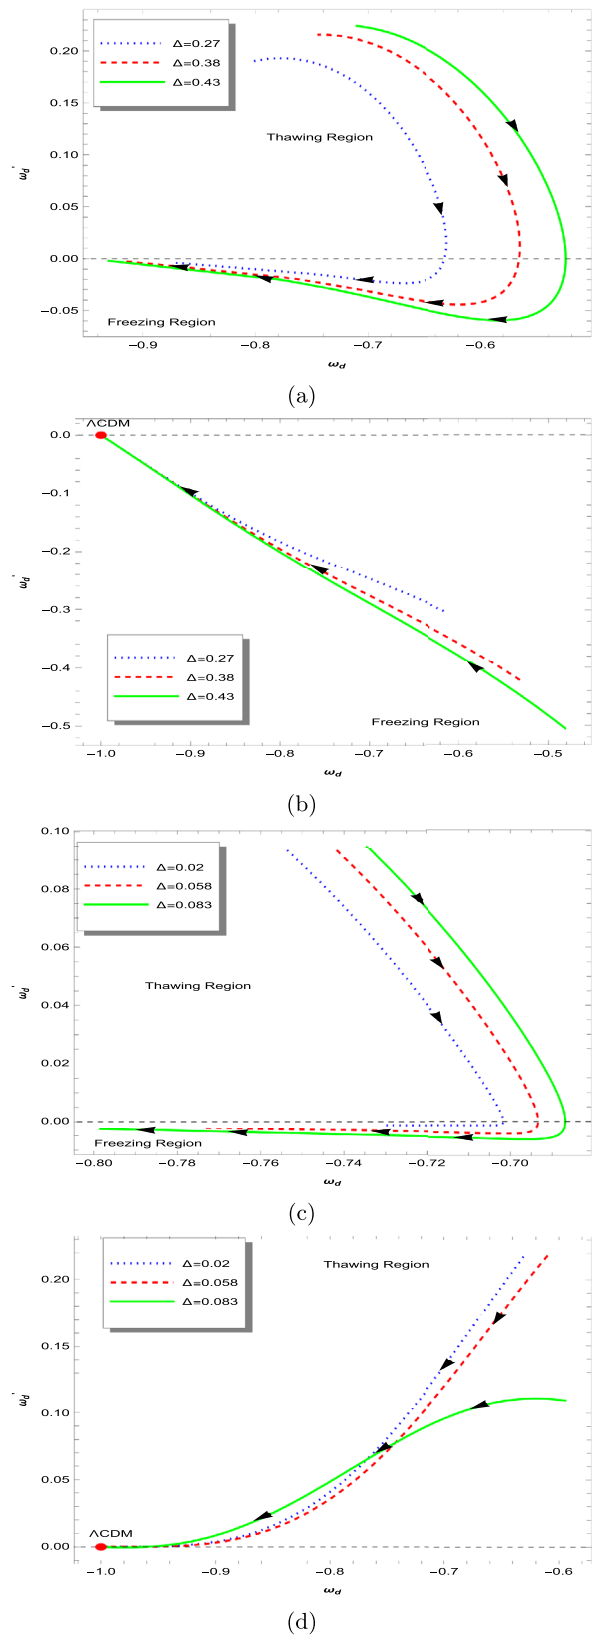 Δ=0.27
Δ=0.38
Δ=0.43
0.20
0.15
0.10
0.05
0.00
−0.05
ω'd
Thawing Region
Freezing Region
−0.9
−0.8
−0.7
−0.6
ωd
(a)
ΛCDM
0.0
−0.1
−0.2
−0.3
−0.4
−0.5
ω'd
Δ=0.27
Δ=0.38
Δ=0.43
Freezing Region
−1.0
−0.9
−0.8
−0.7
−0.6
−0.5
ωd
(b)
0.10
0.08
0.06
0.04
0.02
0.00
ω'd
Δ=0.02
Δ=0.058
Δ=0.083
Thawing Region
Freezing Region
−0.80
−0.78
−0.76
−0.74
−0.72
−0.70
ωd
(c)
Δ=0.02
Δ=0.058
Δ=0.083
Thawing Region
0.20
0.15
0.10
0.05
0.00
ω'd
ΛCDM
−1.0
−0.9
−0.8
−0.7
−0.6
ωd
(d)